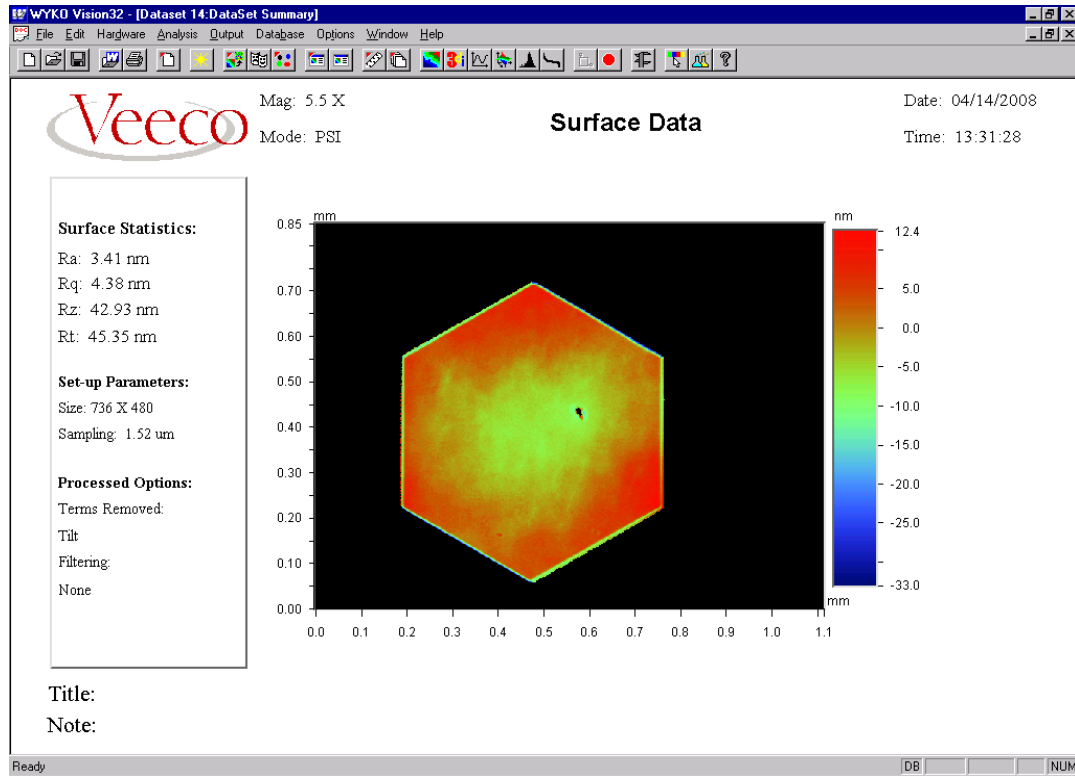 WYKO Vision32 - [Dataset 14:DataSet Summary]
File Edit Hardware Analysis Output Database Options Window Help
Veeco
Mag: 5.5 X
Mode: PSI
Surface Data
Date: 04/14/2008
Time: 13:31:28
Surface Statistics:
Ra: 3.41 nm
Rq: 4.38 nm
Rz: 42.93 nm
Rt: 45.35 nm
Set-up Parameters:
Size: 736 X 480
Sampling: 1.52 um
Processed Options:
Terms Removed:
Tilt
Filtering:
None
mm
0.85
0.70
0.60
0.50
0.40
0.30
0.20
0.10
0.00
0.0 0.1 0.2 0.3 0.4 0.5 0.6 0.7 0.8 0.9 1.0 1.1
mm
nm
12.4
5.0
0.0
-5.0
-10.0
-15.0
-20.0
-25.0
-33.0
Title:
Note:
Ready
DB
NUM